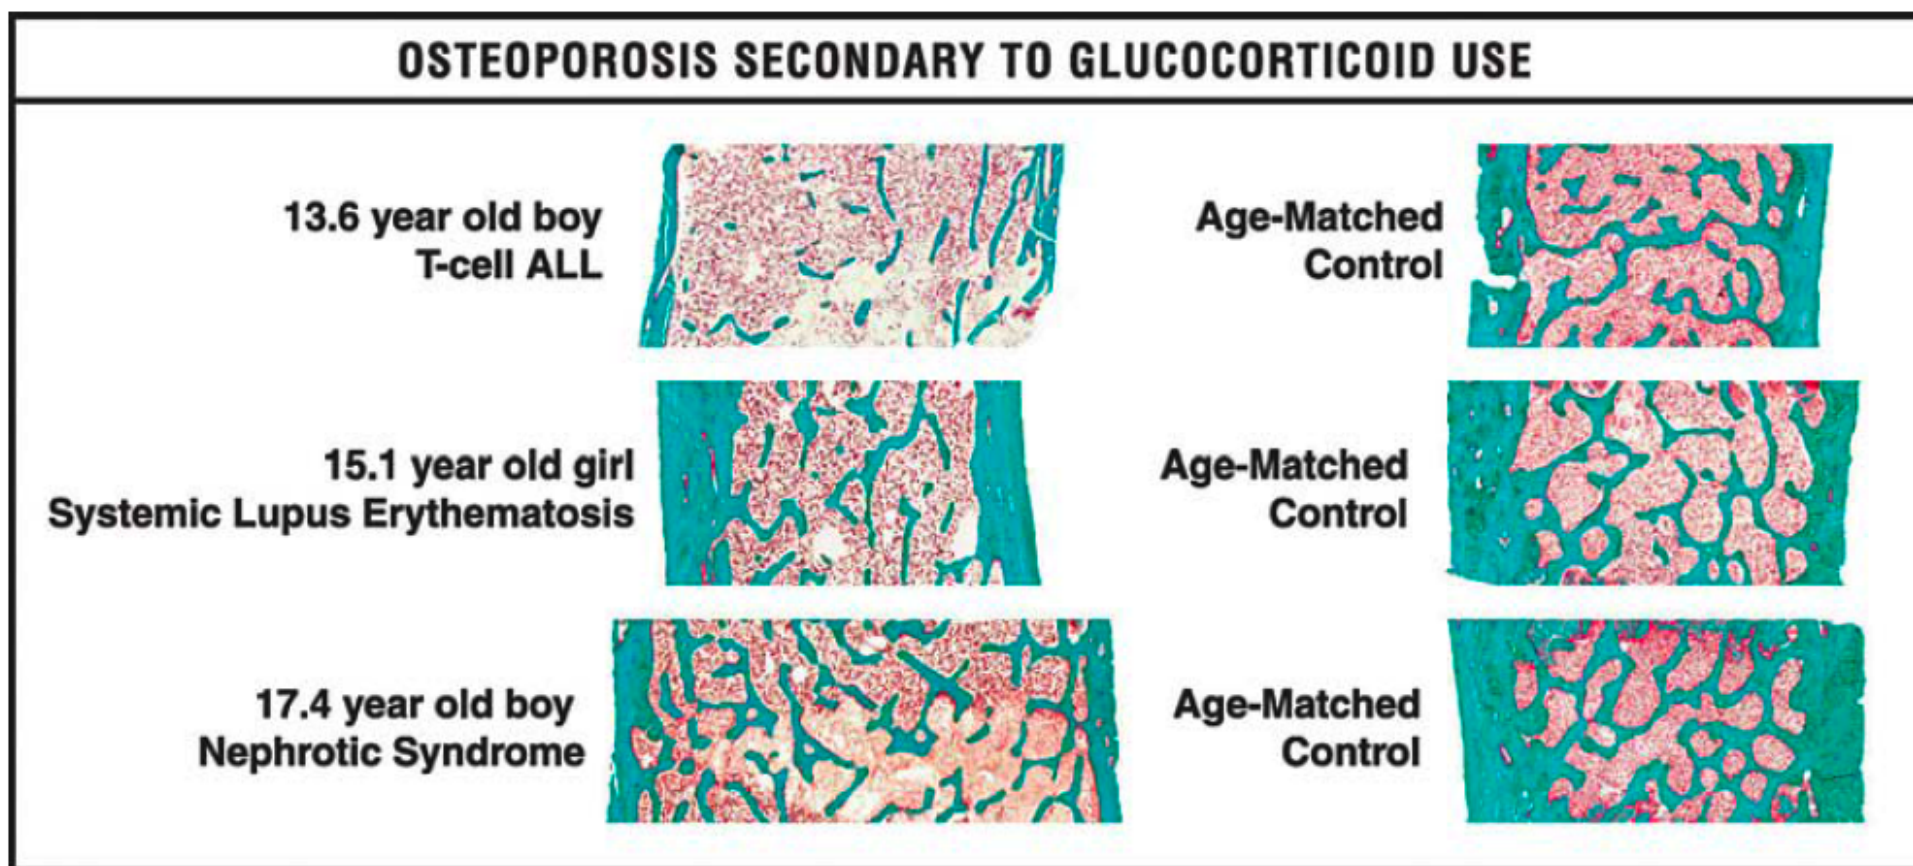 OSTEOPOROSIS SECONDARY TO GLUCOCORTICOID USE
13.6 year old boy
T-cell ALL
Age-Matched
Control
15.1 year old girl
Systemic Lupus Erythematosis
Age-Matched
Control
17.4 year old boy
Nephrotic Syndrome
Age-Matched
Control